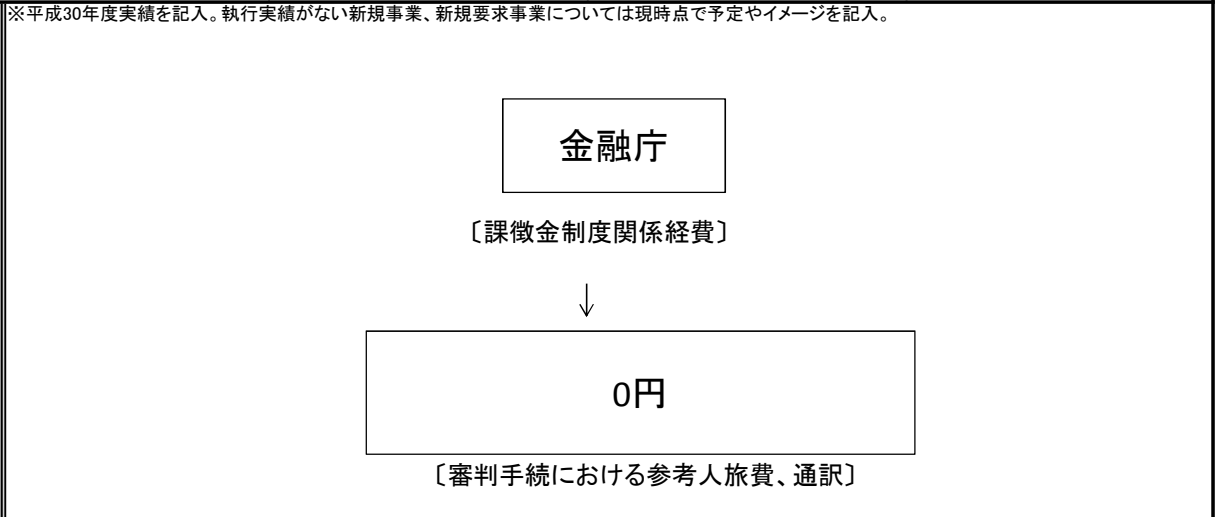 ※平成30年度実績を記入。執行実績がない新規事業、新規要求事業については現時点で予定やイメージを記入。
金融庁
〔課徴金制度関係経費〕
↓
0円
〔審判手続における参考人旅費、通訳〕